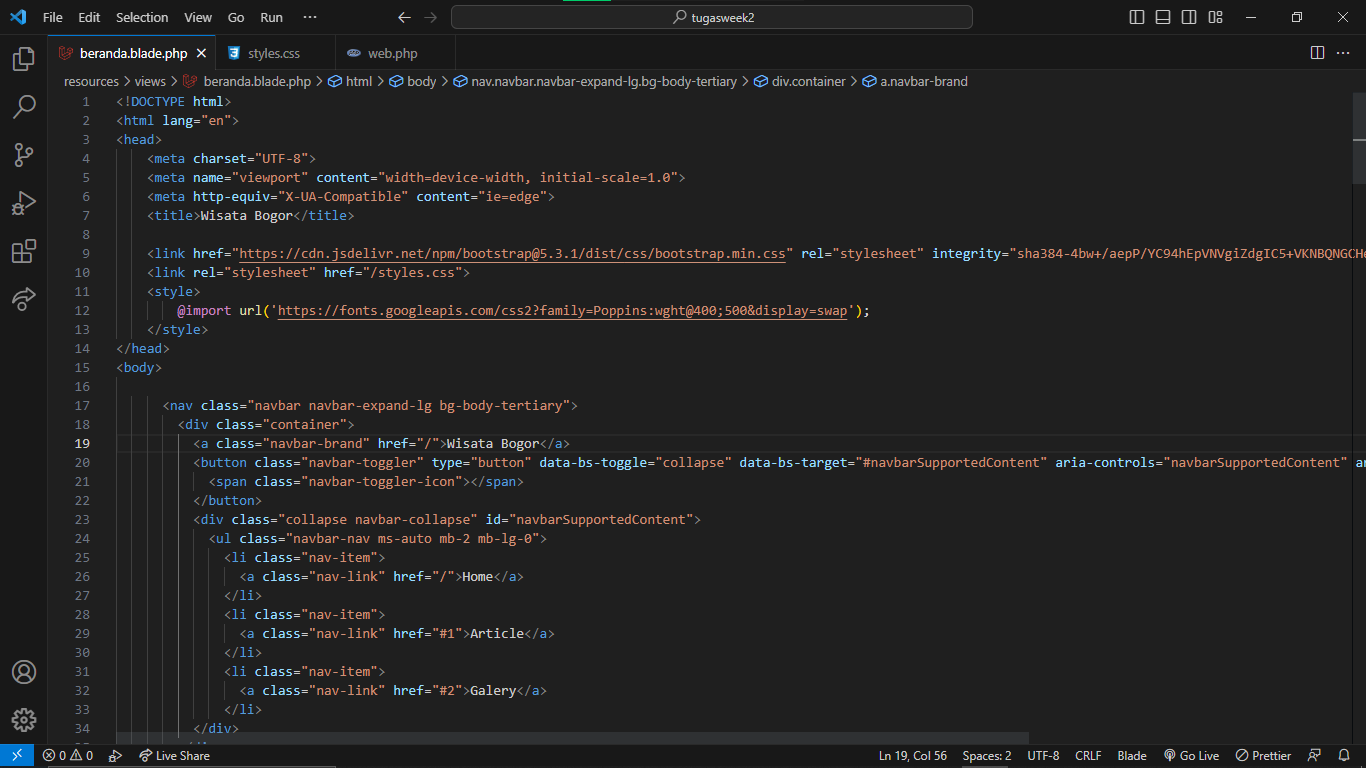 File Edit Selection View Go Run ··· tugasweek2
beranda.blade.php styles.css web.php
resources > views > beranda.blade.php > html > body > nav.navbar.navbar-expand-lg.bg-body-tertiary > div.container > a.navbar-brand
1 <!DOCTYPE html>
2 <html lang="en">
3 <head>
4 <meta charset="UTF-8">
5 <meta name="viewport" content="width=device-width, initial-scale=1.0">
6 <meta http-equiv="X-UA-Compatible" content="ie=edge">
7 <title>Wisata Bogor</title>
8
9 <link href="https://cdn.jsdelivr.net/npm/bootstrap@5.3.1/dist/css/bootstrap.min.css" rel="stylesheet" integrity="sha384-4bw+/aepP/YC94hEpVNVgiZdgIC5+VKNBQNGCHe
10 <link rel="stylesheet" href="/styles.css">
11 <style>
12 @import url('https://fonts.googleapis.com/css2?family=Poppins:wght@400;500&display=swap');
13 </style>
14 </head>
15 <body>
16
17 <nav class="navbar navbar-expand-lg bg-body-tertiary">
18 <div class="container">
19 <a class="navbar-brand" href="/">Wisata Bogor</a>
20 <button class="navbar-toggler" type="button" data-bs-toggle="collapse" data-bs-target="#navbarSupportedContent" aria-controls="navbarSupportedContent" ar
21 <span class="navbar-toggler-icon"></span>
22 </button>
23 <div class="collapse navbar-collapse" id="navbarSupportedContent">
24 <ul class="navbar-nav ms-auto mb-2 mb-lg-0">
25 <li class="nav-item">
26 <a class="nav-link" href="/">Home</a>
27 </li>
28 <li class="nav-item">
29 <a class="nav-link" href="#1">Article</a>
30 </li>
31 <li class="nav-item">
32 <a class="nav-link" href="#2">Galery</a>
33 </li>
34 </div>
0 0 Live Share Ln 19, Col 56 Spaces: 2 UTF-8 CRLF Blade Go Live Prettier